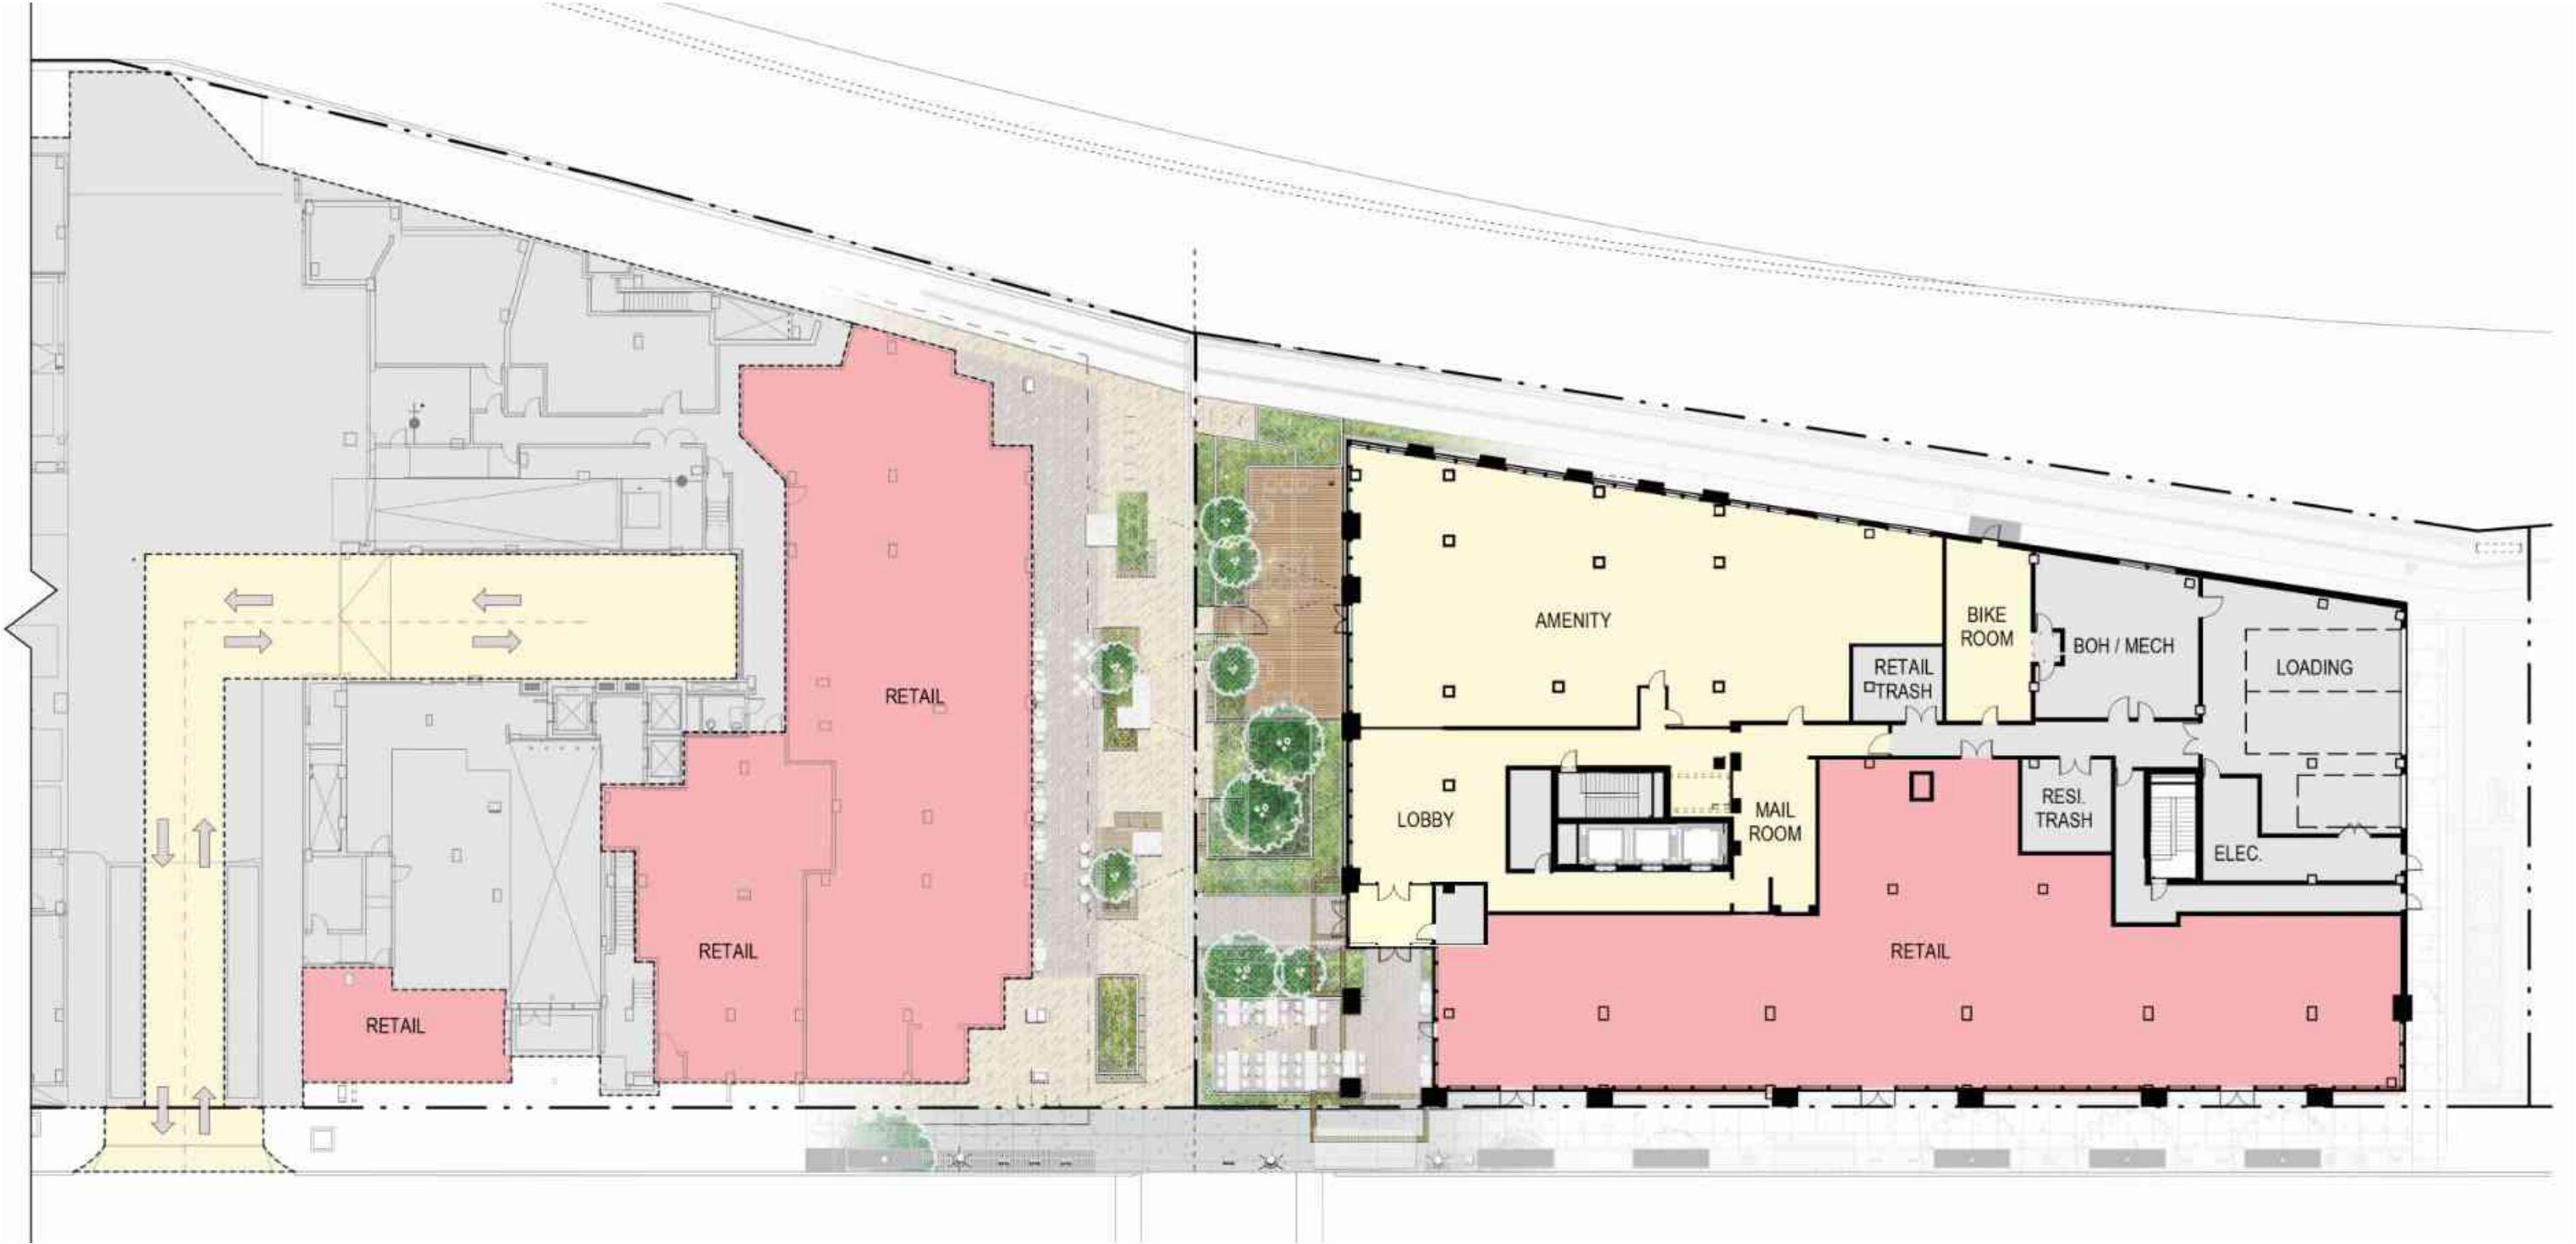 AMENITY
BIKE
ROOM
BOH / MECH
LOADING
RETAIL
TRASH
RETAIL
LOBBY
MAIL
ROOM
RESI.
TRASH
ELEC.
RETAIL
RETAIL
RETAIL